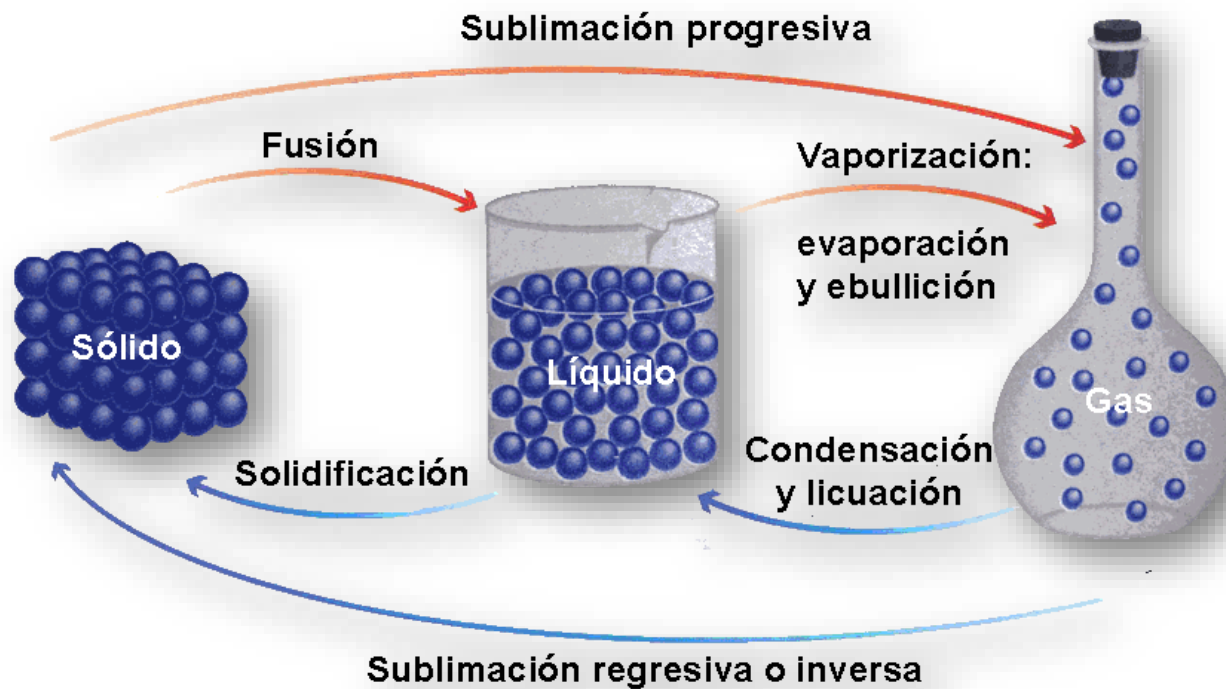 Sublimación progresiva
Fusión
Vaporización:
evaporación
y ebullición
Sólido
Líquido
Gas
Solidificación
Condensación
y licuación
Sublimación regresiva o inversa